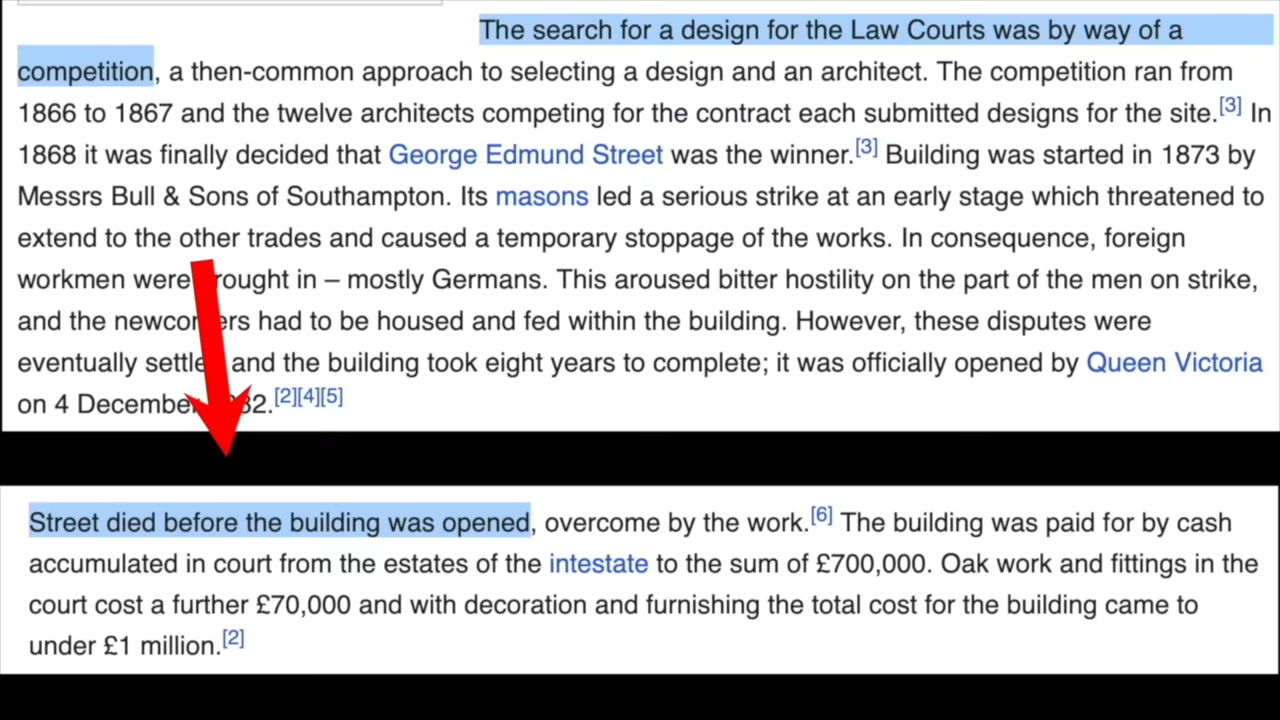 The search for a design for the Law Courts was by way of a
competition, a then-common approach to selecting a design and an architect. The competition ran from
1866 to 1867 and the twelve architects competing for the contract each submitted designs for the site.[3] In
1868 it was finally decided that George Edmund Street was the winner.[3] Building was started in 1873 by
Messrs Bull & Sons of Southampton. Its masons led a serious strike at an early stage which threatened to
extend to the other trades and caused a temporary stoppage of the works. In consequence, foreign
workmen were brought in – mostly Germans. This aroused bitter hostility on the part of the men on strike,
and the newcomers had to be housed and fed within the building. However, these disputes were
eventually settled and the building took eight years to complete; it was officially opened by Queen Victoria
on 4 December 1882.[2][4][5]
Street died before the building was opened, overcome by the work.[6] The building was paid for by cash
accumulated in court from the estates of the intestate to the sum of £700,000. Oak work and fittings in the
court cost a further £70,000 and with decoration and furnishing the total cost for the building came to
under £1 million.[2]